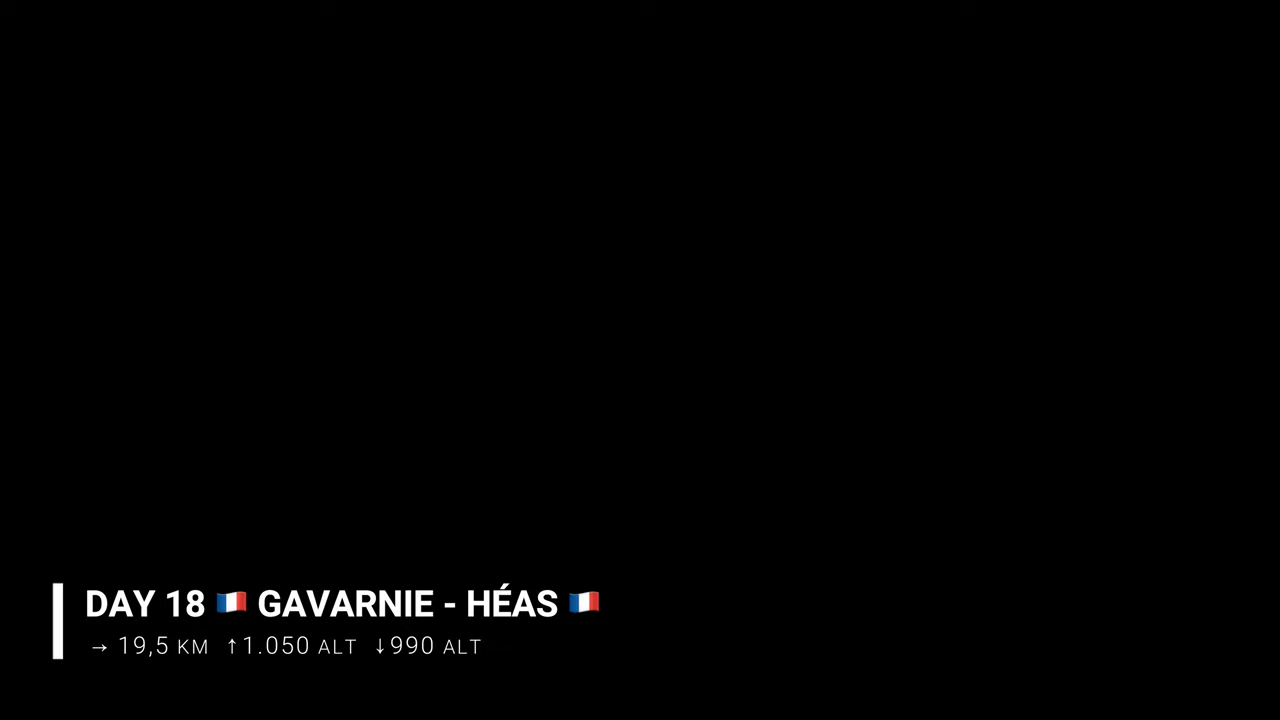 DAY 18 🇫🇷 GAVARNIE - HÉAS 🇫🇷
→ 19,5 KM ↑1.050 ALT ↓990 ALT